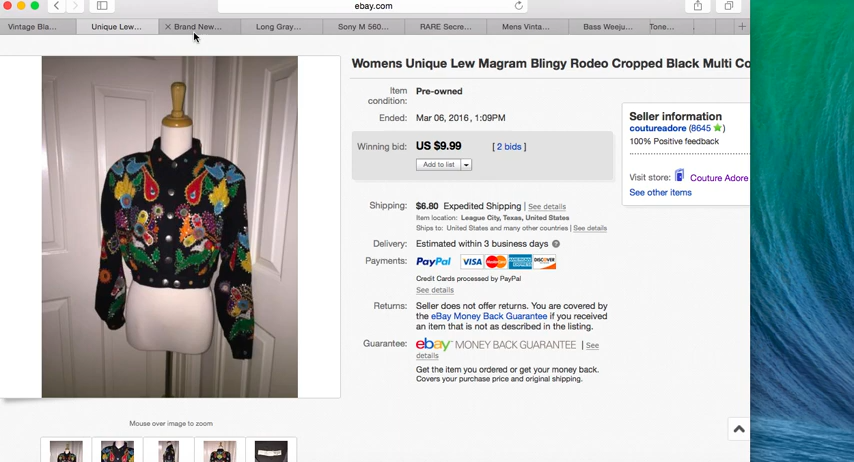 ebay.com
Vintage Bla...
Unique Lew...
Brand New...
Long Gray...
Sony M 560...
RARE Secre...
Mens Vinta...
Bass Weeju...
Tone...
Womens Unique Lew Magram Blingy Rodeo Cropped Black Multi Co
Item condition: Pre-owned
Ended: Mar 06, 2016 , 1:09PM
Winning bid: US $9.99 [ 2 bids ]
Add to list
Shipping: $6.80 Expedited Shipping | See details
Item location: League City, Texas, United States
Ships to: United States and many other countries | See details
Delivery: Estimated within 3 business days ?
Payments: PayPal VISA MasterCard AMERICAN EXPRESS DISCOVER
Credit Cards processed by PayPal
See details
Returns: Seller does not offer returns. You are covered by
the eBay Money Back Guarantee if you received
an item that is not as described in the listing.
Guarantee: ebay MONEY BACK GUARANTEE | See
details
Get the item you ordered or get your money back.
Covers your purchase price and original shipping.
Seller information
coutureadore (8645)
100% Positive feedback
Visit store: Couture Adore
See other items
Mouse over image to zoom